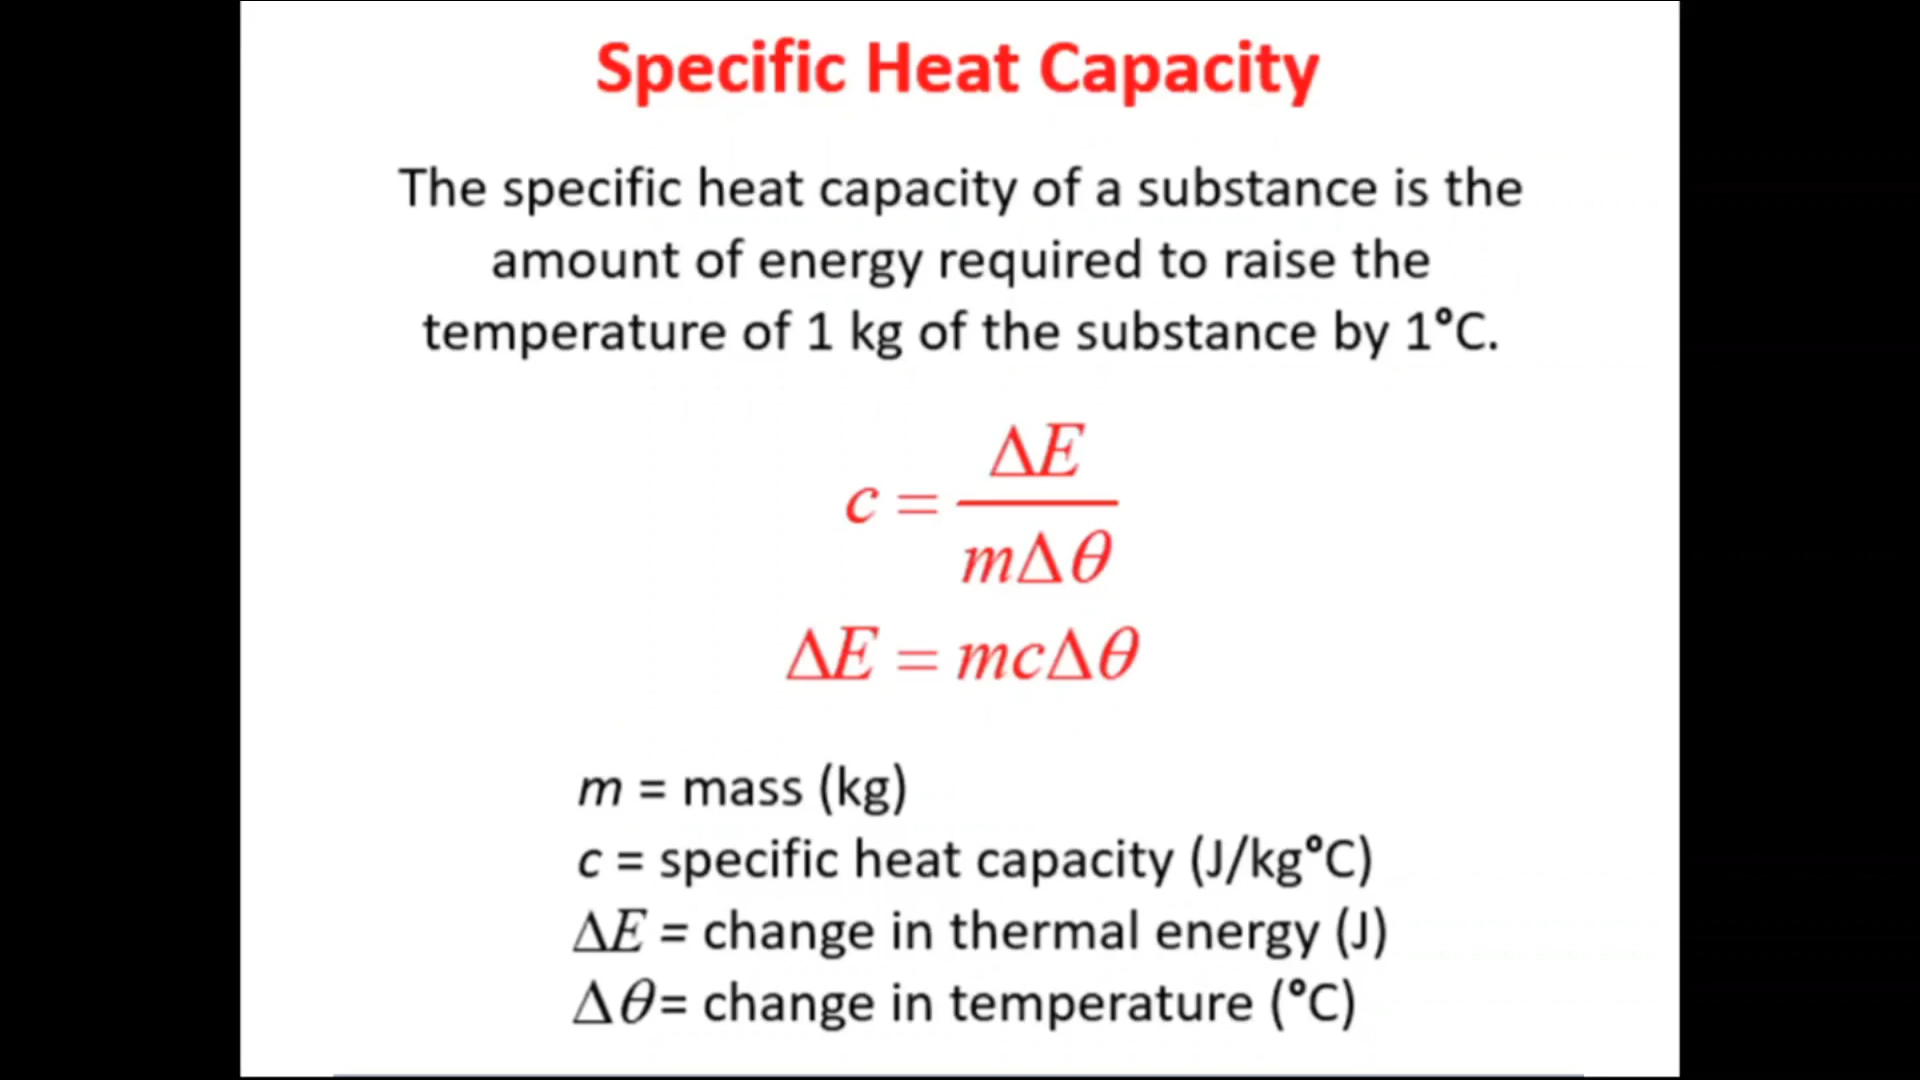 Specific Heat Capacity
The specific heat capacity of a substance is the
amount of energy required to raise the
temperature of 1 kg of the substance by 1°C.
c = ΔE / mΔθ
ΔE = mcΔθ
m = mass (kg)
c = specific heat capacity (J/kg°C)
ΔE = change in thermal energy (J)
Δθ= change in temperature (°C)